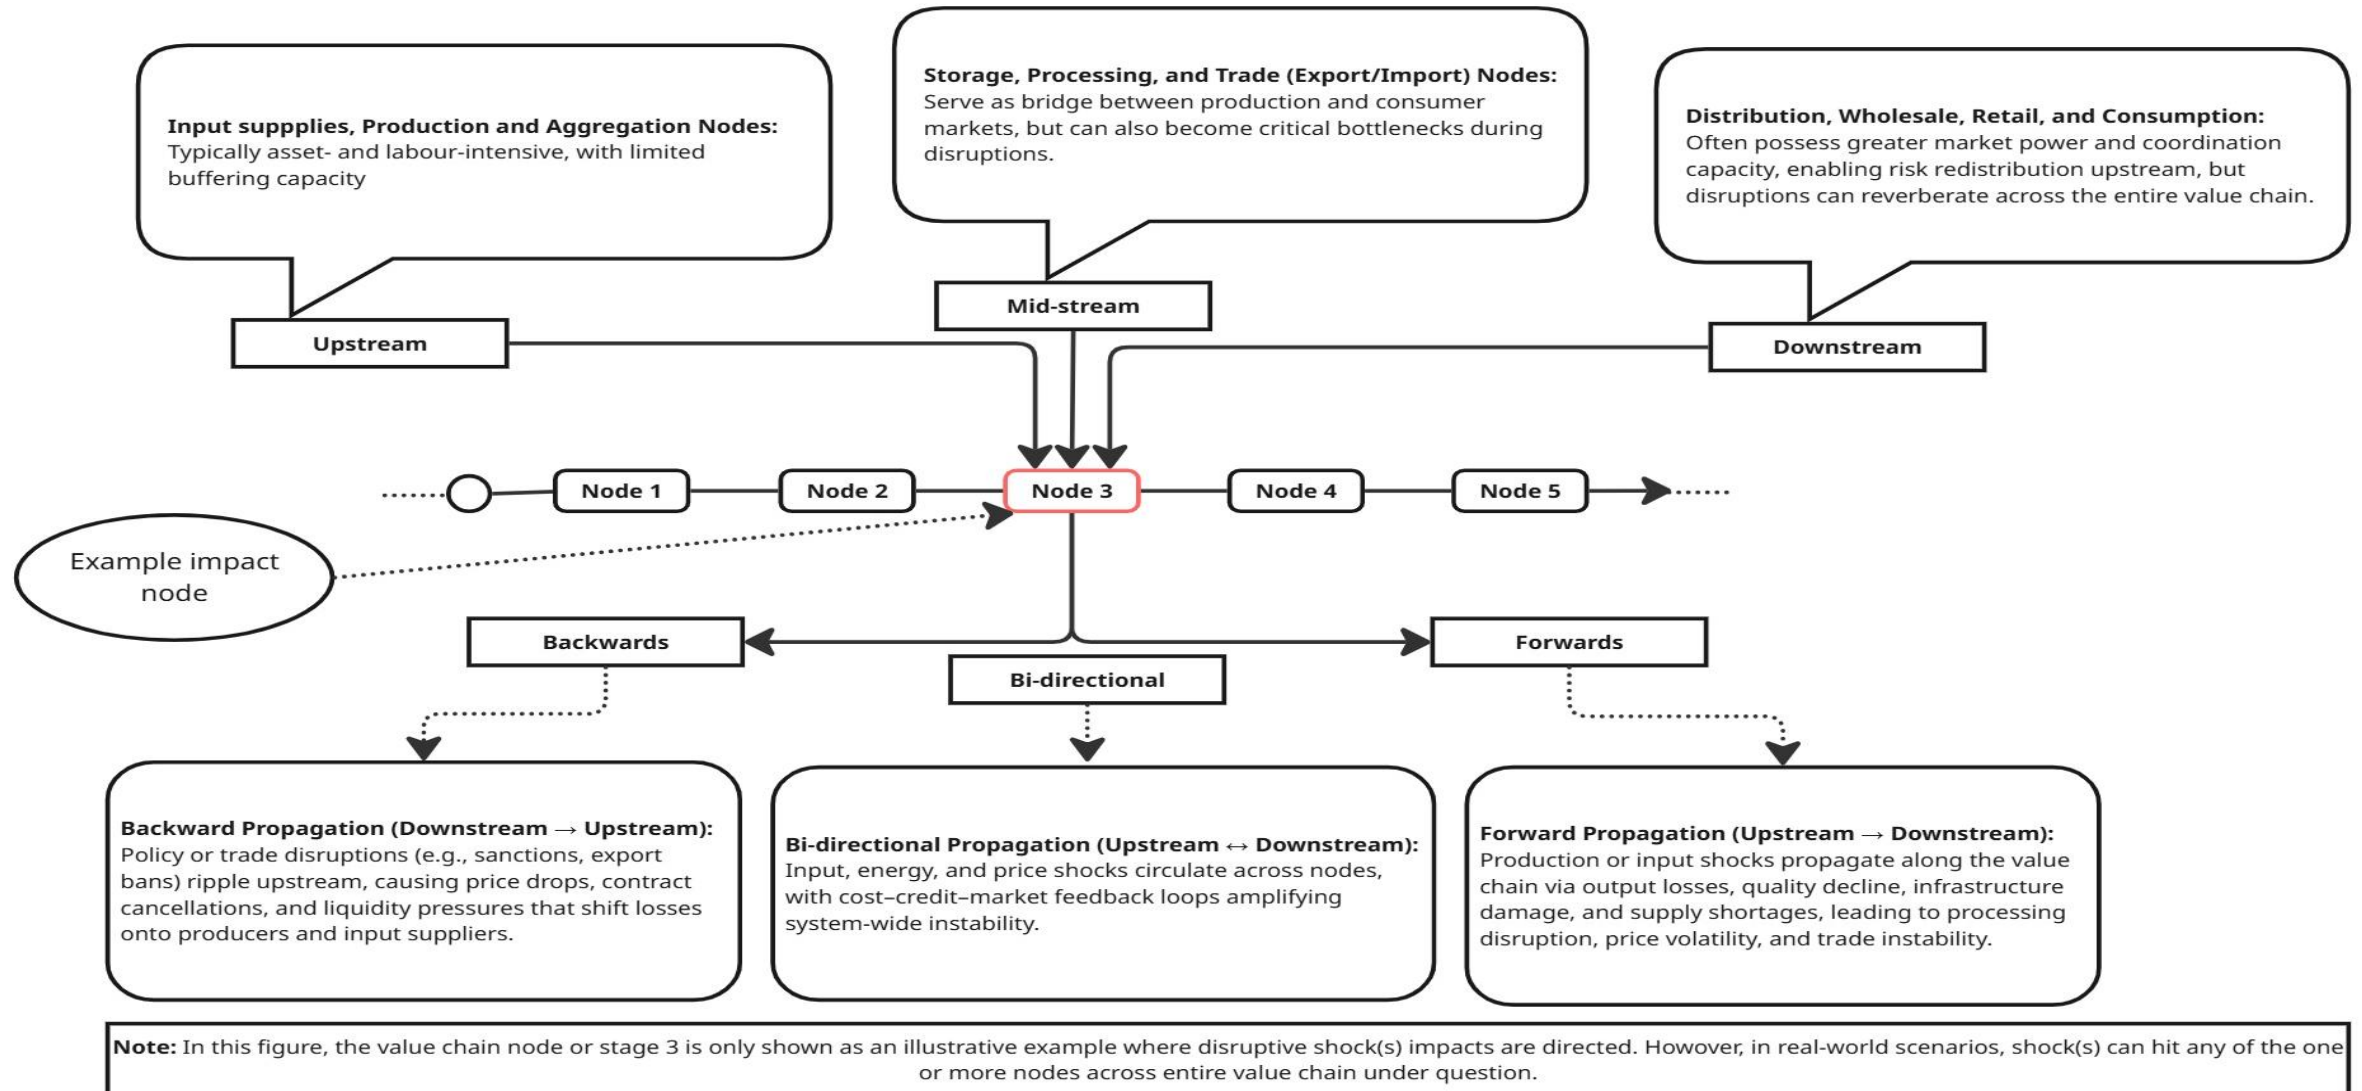 Storage, Processing, and Trade (Export/Import) Nodes:
Serve as bridge between production and consumer
markets, but can also become critical bottlenecks during
disruptions.
Input suppplies, Production and Aggregation Nodes:
Typically asset- and labour-intensive, with limited
buffering capacity
Distribution, Wholesale, Retail, and Consumption:
Often possess greater market power and coordination
capacity, enabling risk redistribution upstream, but
disruptions can reverberate across the entire value chain.
Mid-stream
Upstream
Downstream
Node 1
Node 2
Node 3
Node 4
Node 5
Example impact
node
Backwards
Bi-directional
Forwards
Backward Propagation (Downstream → Upstream):
Policy or trade disruptions (e.g., sanctions, export
bans) ripple upstream, causing price drops, contract
cancellations, and liquidity pressures that shift losses
onto producers and input suppliers.
Bi-directional Propagation (Upstream ↔ Downstream):
Input, energy, and price shocks circulate across nodes,
with cost–credit–market feedback loops amplifying
system-wide instability.
Forward Propagation (Upstream → Downstream):
Production or input shocks propagate along the value
chain via output losses, quality decline, infrastructure
damage, and supply shortages, leading to processing
disruption, price volatility, and trade instability.
Note: In this figure, the value chain node or stage 3 is only shown as an illustrative example where disruptive shock(s) impacts are directed. However, in real-world scenarios, shock(s) can hit any of the one
or more nodes across entire value chain under question.